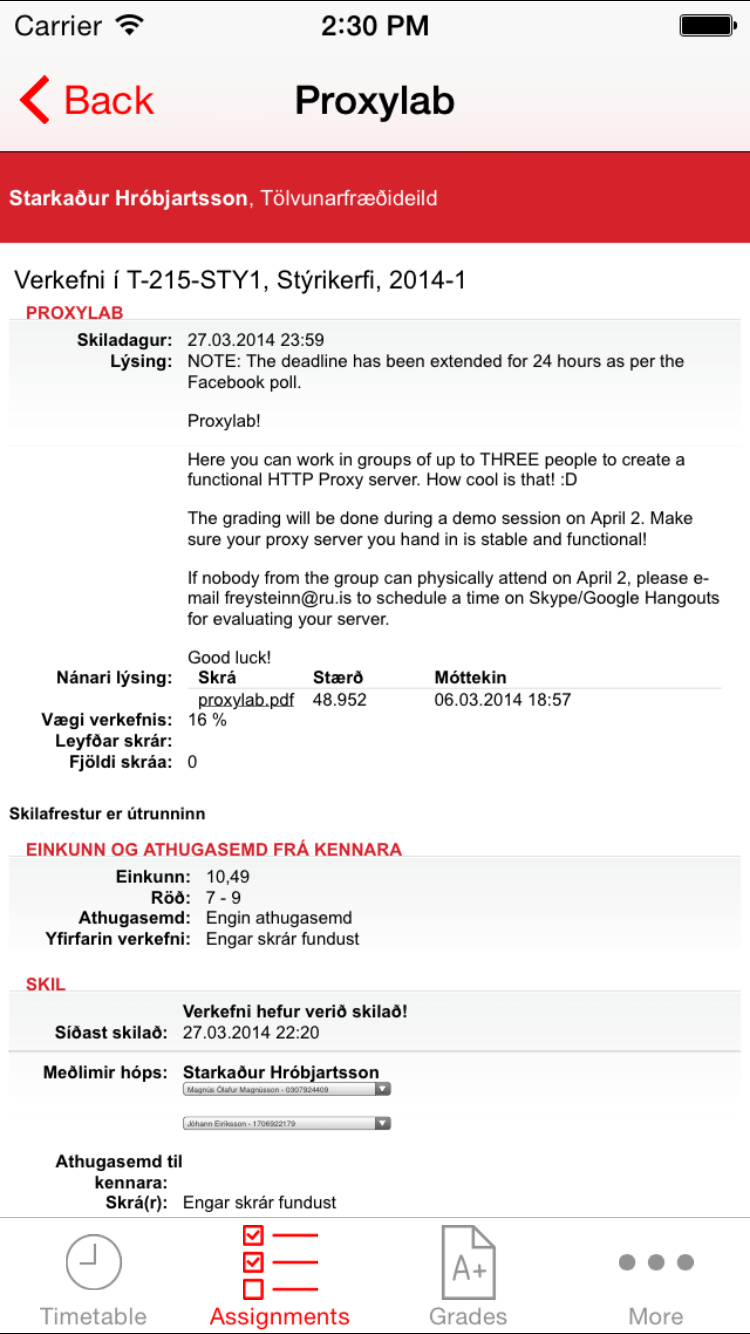 Carrier 2:30 PM
Back Proxylab
Starkaður Hróbjartsson, Tölvunarfræðideild
Verkefni í T-215-STY1, Stýrikerfi, 2014-1
PROXYLAB
Skiladagur: 27.03.2014 23:59
Lýsing: NOTE: The deadline has been extended for 24 hours as per the
Facebook poll.
Proxylab!
Here you can work in groups of up to THREE people to create a
functional HTTP Proxy server. How cool is that! :D
The grading will be done during a demo session on April 2. Make
sure your proxy server you hand in is stable and functional!
If nobody from the group can physically attend on April 2, please e-
mail freysteinn@ru.is to schedule a time on Skype/Google Hangouts
for evaluating your server.
Good luck!
Nánari lýsing: Skrá Stærð Móttekin
proxylab.pdf 48.952 06.03.2014 18:57
Vægi verkefnis: 16 %
Leyfðar skrár:
Fjöldi skráa: 0
Skilafrestur er útrunninn
EINKUNN OG ATHUGASEMD FRÁ KENNARA
Einkunn: 10,49
Röð: 7 - 9
Athugasemd: Engin athugasemd
Yfirfarin verkefni: Engar skrár fundust
SKIL
Verkefni hefur verið skilað!
Síðast skilað: 27.03.2014 22:20
Meðlimir hóps: Starkaður Hróbjartsson
Magnús Ólafur Magnússon - 0307924409
Jóhann Eiríksson - 1706922179
Athugasemd til
kennara:
Skrá(r): Engar skrár fundust
A+
Timetable Assignments Grades More